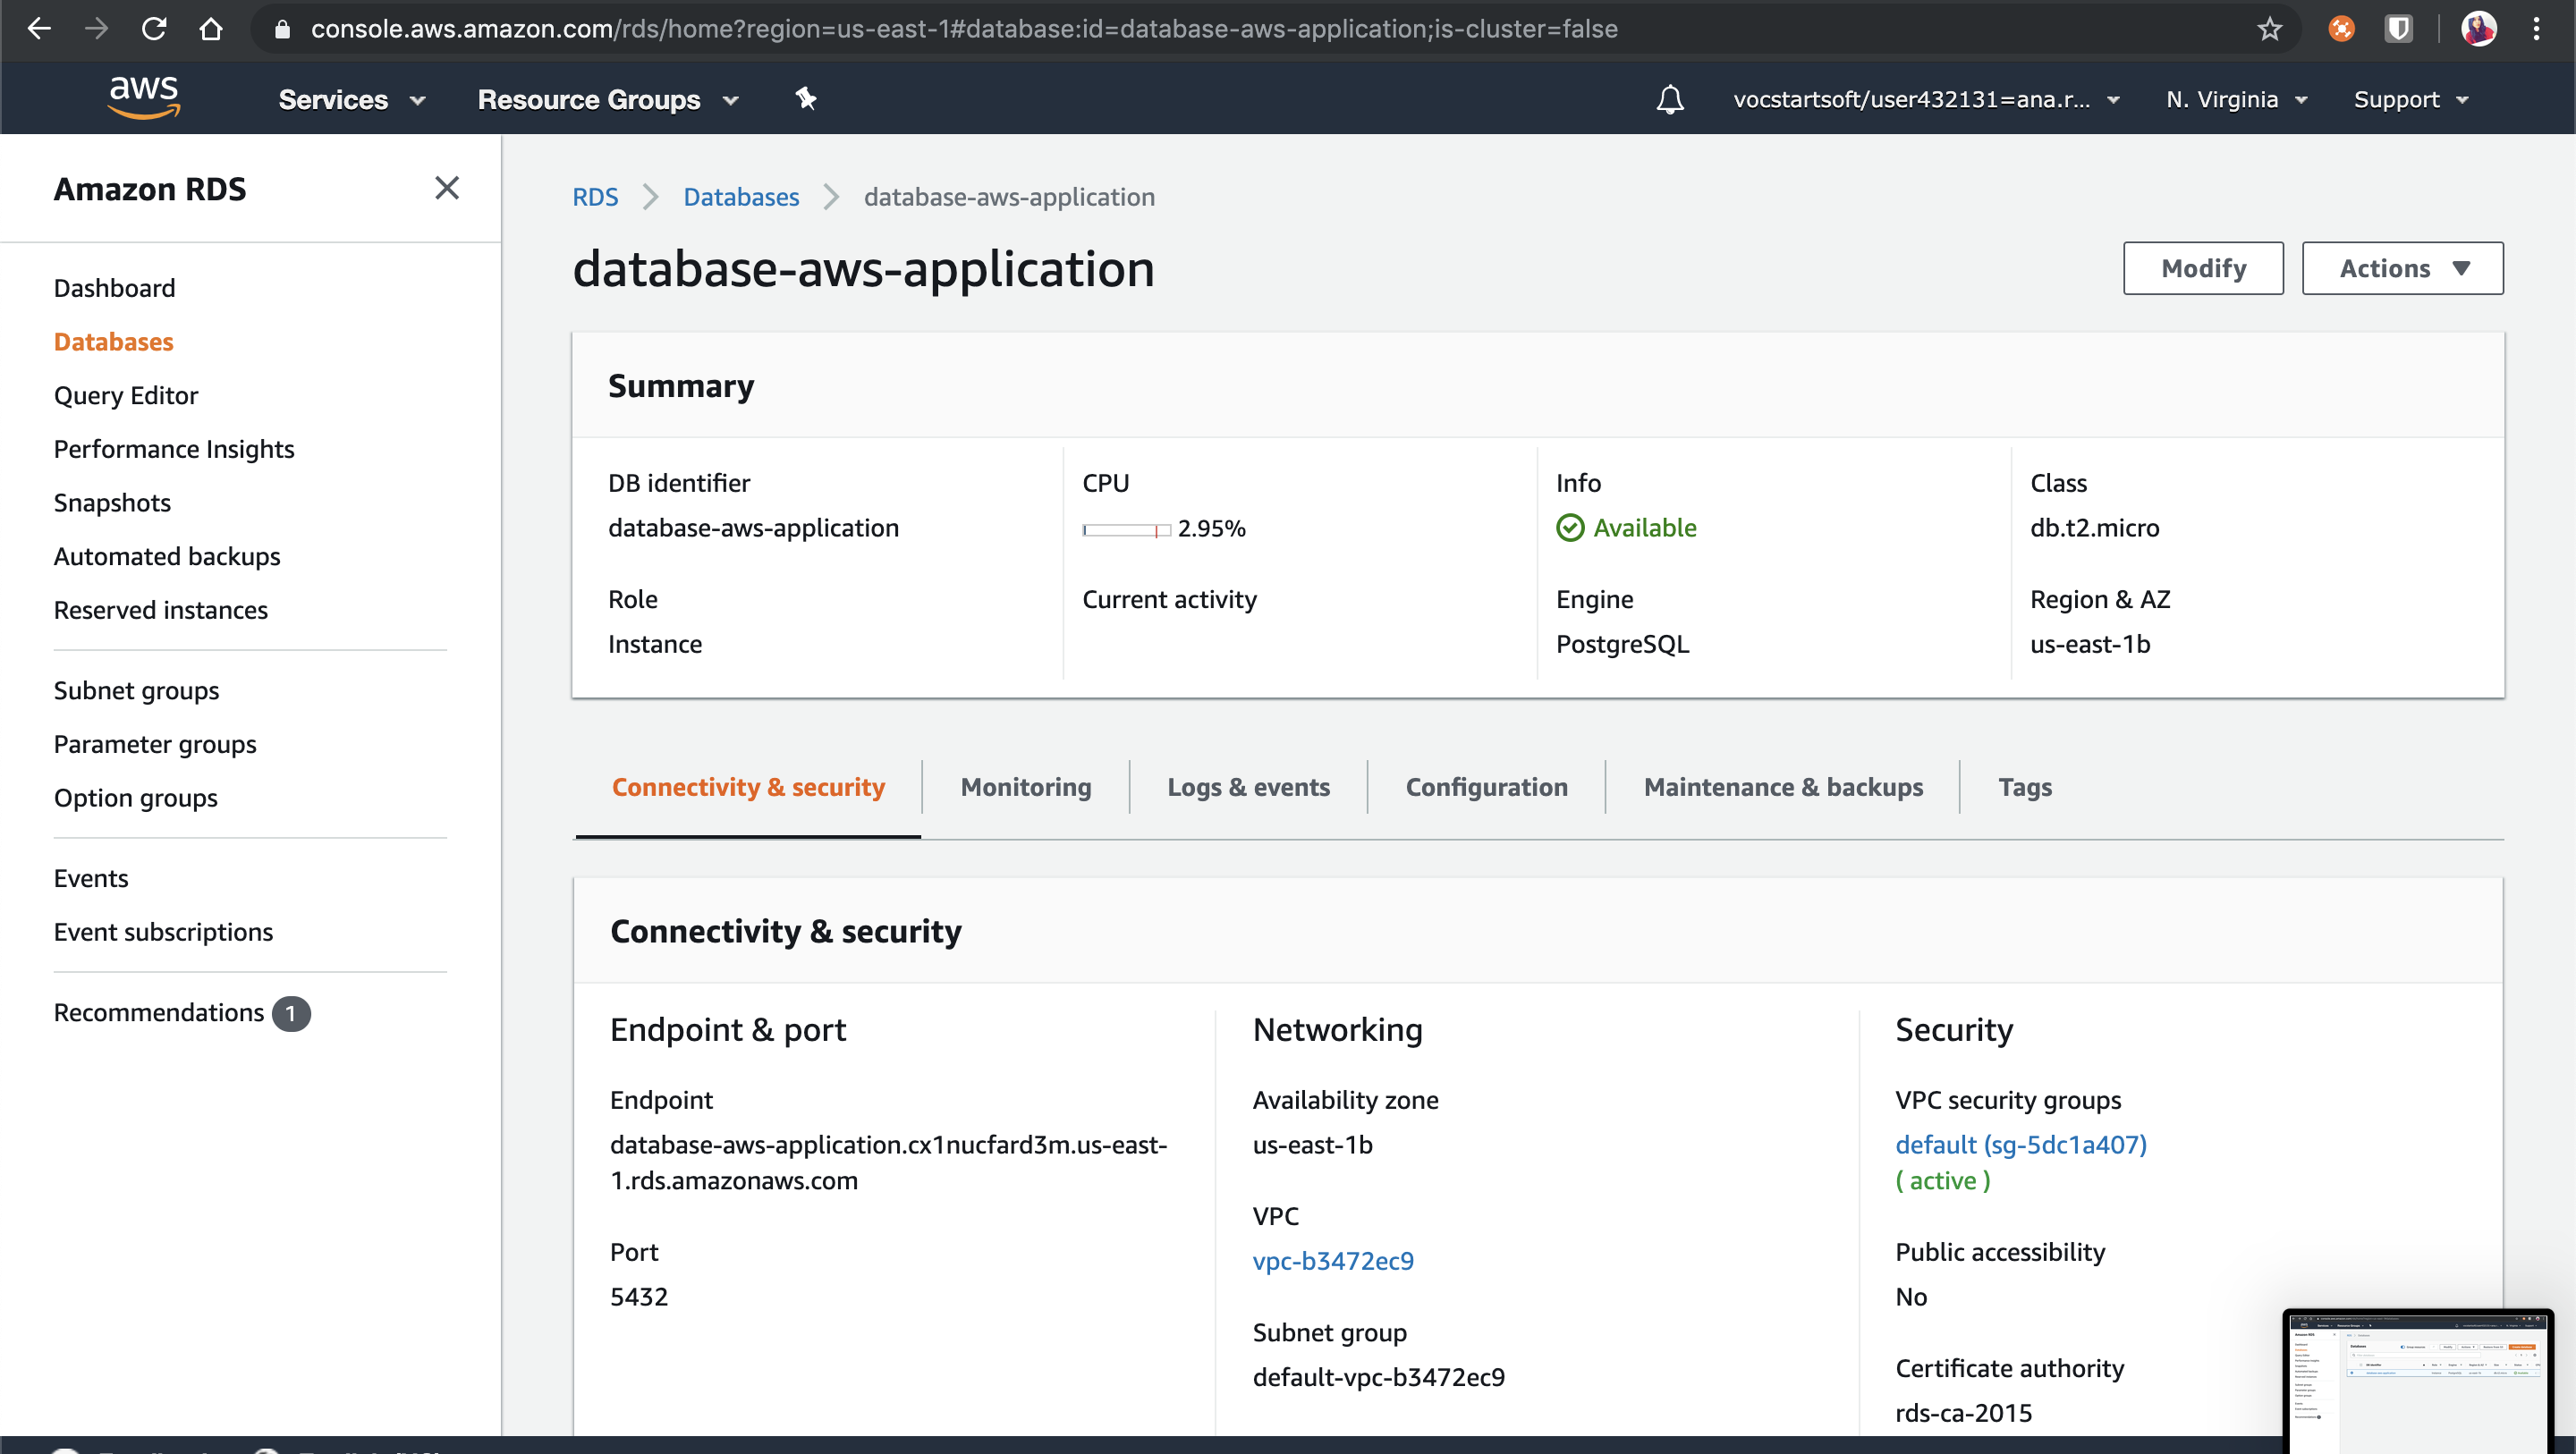 console.aws.amazon.com/rds/home?region=us-east-1#database:id=database-aws-application;is-cluster=false
aws
Services
Resource Groups
vocstartsoft/user432131=ana.r...
N. Virginia
Support
Amazon RDS
Dashboard
Databases
Query Editor
Performance Insights
Snapshots
Automated backups
Reserved instances
Subnet groups
Parameter groups
Option groups
Events
Event subscriptions
Recommendations 1
RDS
Databases
database-aws-application
database-aws-application
Modify
Actions
Summary
DB identifier
database-aws-application
CPU
2.95%
Info
Available
Class
db.t2.micro
Role
Instance
Current activity
Engine
PostgreSQL
Region & AZ
us-east-1b
Connectivity & security
Monitoring
Logs & events
Configuration
Maintenance & backups
Tags
Connectivity & security
Endpoint & port
Endpoint
database-aws-application.cx1nucfard3m.us-east-
1.rds.amazonaws.com
Port
5432
Networking
Availability zone
us-east-1b
VPC
vpc-b3472ec9
Subnet group
default-vpc-b3472ec9
Security
VPC security groups
default (sg-5dc1a407)
( active )
Public accessibility
No
Certificate authority
rds-ca-2015